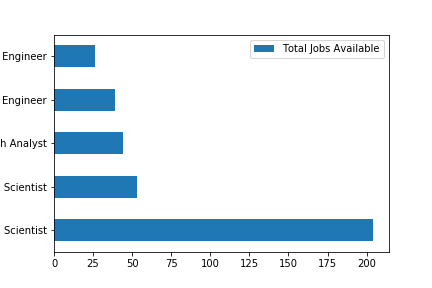 Total Jobs Available
Engineer
Engineer
h Analyst
Scientist
Scientist
0 25 50 75 100 125 150 175 200